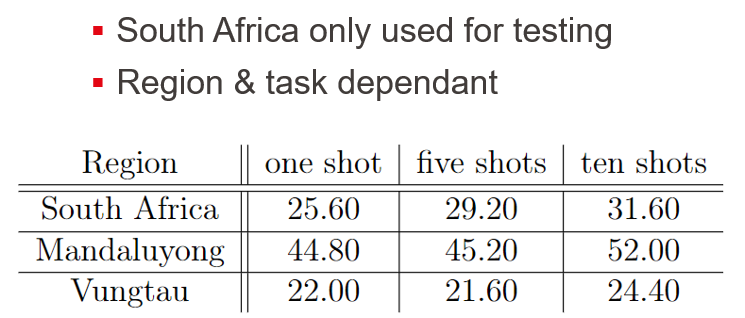 ▪ South Africa only used for testing
▪ Region & task dependant
Region one shot five shots ten shots
South Africa 25.60 29.20 31.60
Mandaluyong 44.80 45.20 52.00
Vungtau 22.00 21.60 24.40